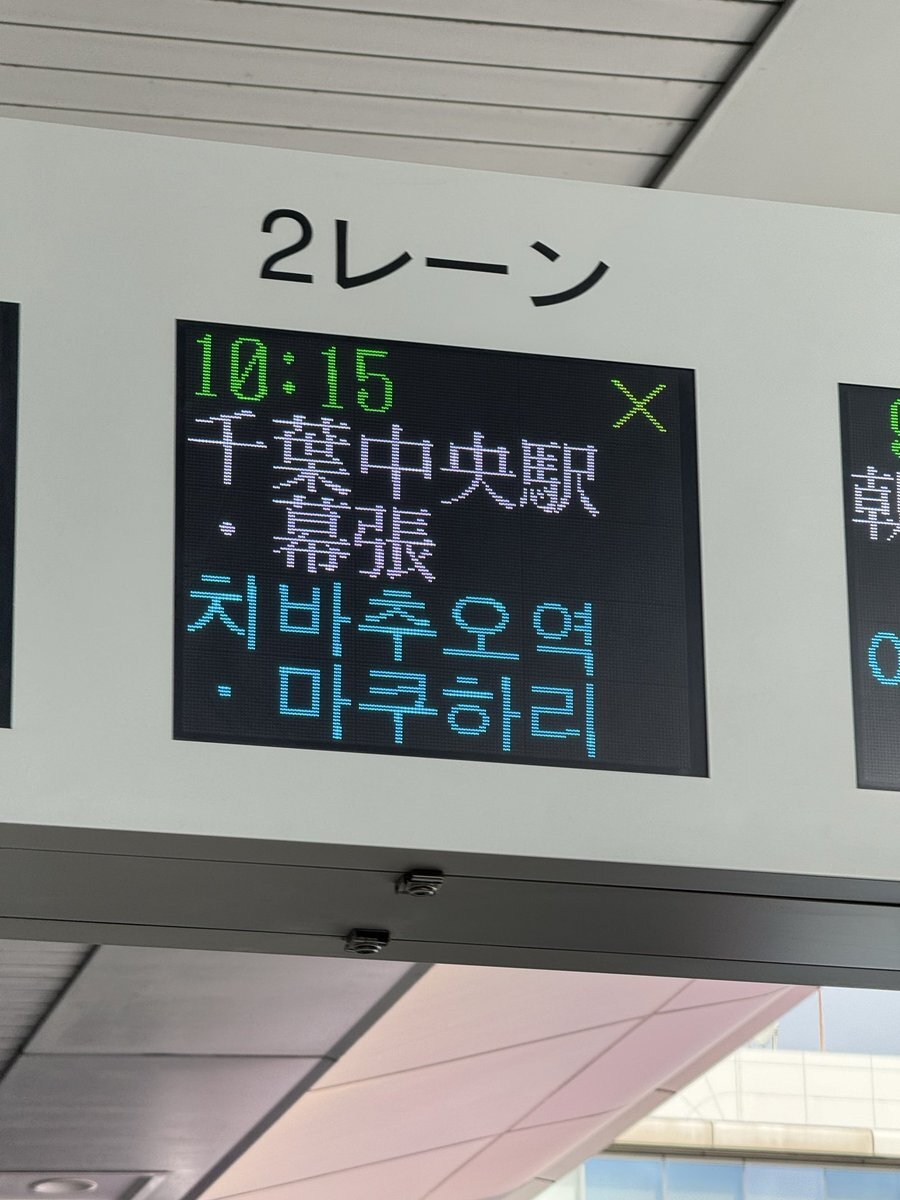 2レーン
10:15 ×
千葉中央駅
・幕張
치바추오역
・마쿠하리